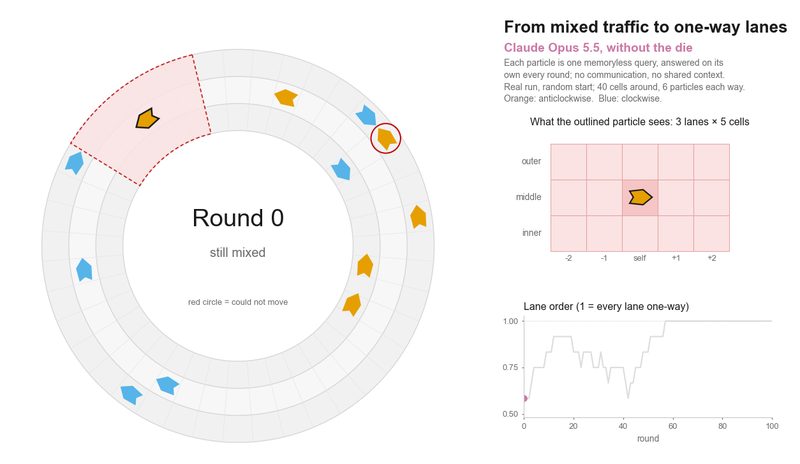 From mixed traffic to one-way lanes
Claude Opus 5.5, without the die
Each particle is one memoryless query, answered on its
own every round; no communication, no shared context.
Real run, random start; 40 cells around, 6 particles each way.
Orange: anticlockwise.  Blue: clockwise.
What the outlined particle sees: 3 lanes × 5 cells
outer
middle
inner
-2 -1 self +1 +2
Round 0
still mixed
red circle = could not move
Lane order (1 = every lane one-way)
1.00
0.75
0.50
0 20 40 60 80 100
round